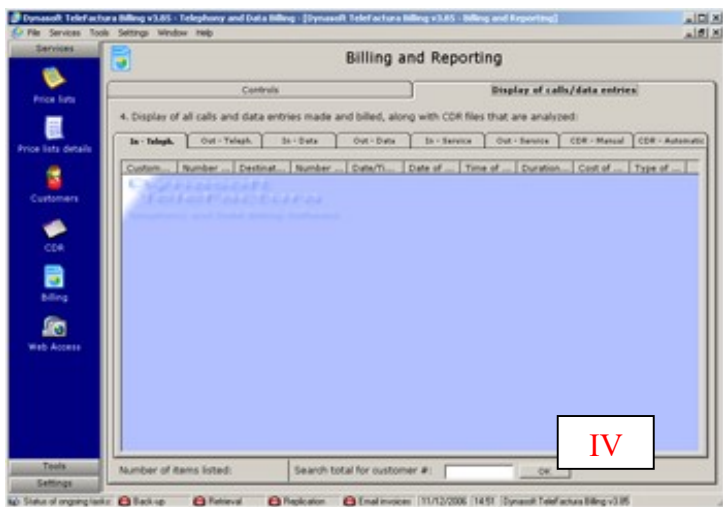 Dynasoft TeleFactura Billing v3.85 - Telephony and Data Billing - [Dynasoft TeleFactura Billing v3.85 - Billing and Reporting]
File Services Tools Settings Window Help
Services
Billing and Reporting
Controls
Display of calls/data entries
Price lists
4. Display of all calls and data entries made and billed, along with CDR files that are analyzed:
In - Teleph. Out - Teleph. In - Data Out - Data In - Service Out - Service CDR - Manual CDR - Automatic
Price lists details
Custom... Number ... Destinat... Number ... Date/Ti... Date of ... Time of ... Duration... Cost of ... Type of ...
Dynasoft
TeleFactura
Customers
CDR
Billing
Web Access
IV
Tools
Number of items listed:
Search total for customer #:
OK
Settings
Status of ongoing tasks: Back-up Retrieval Replication Email invoices 11/12/2006 14:51 Dynasoft TeleFactura Billing v3.85